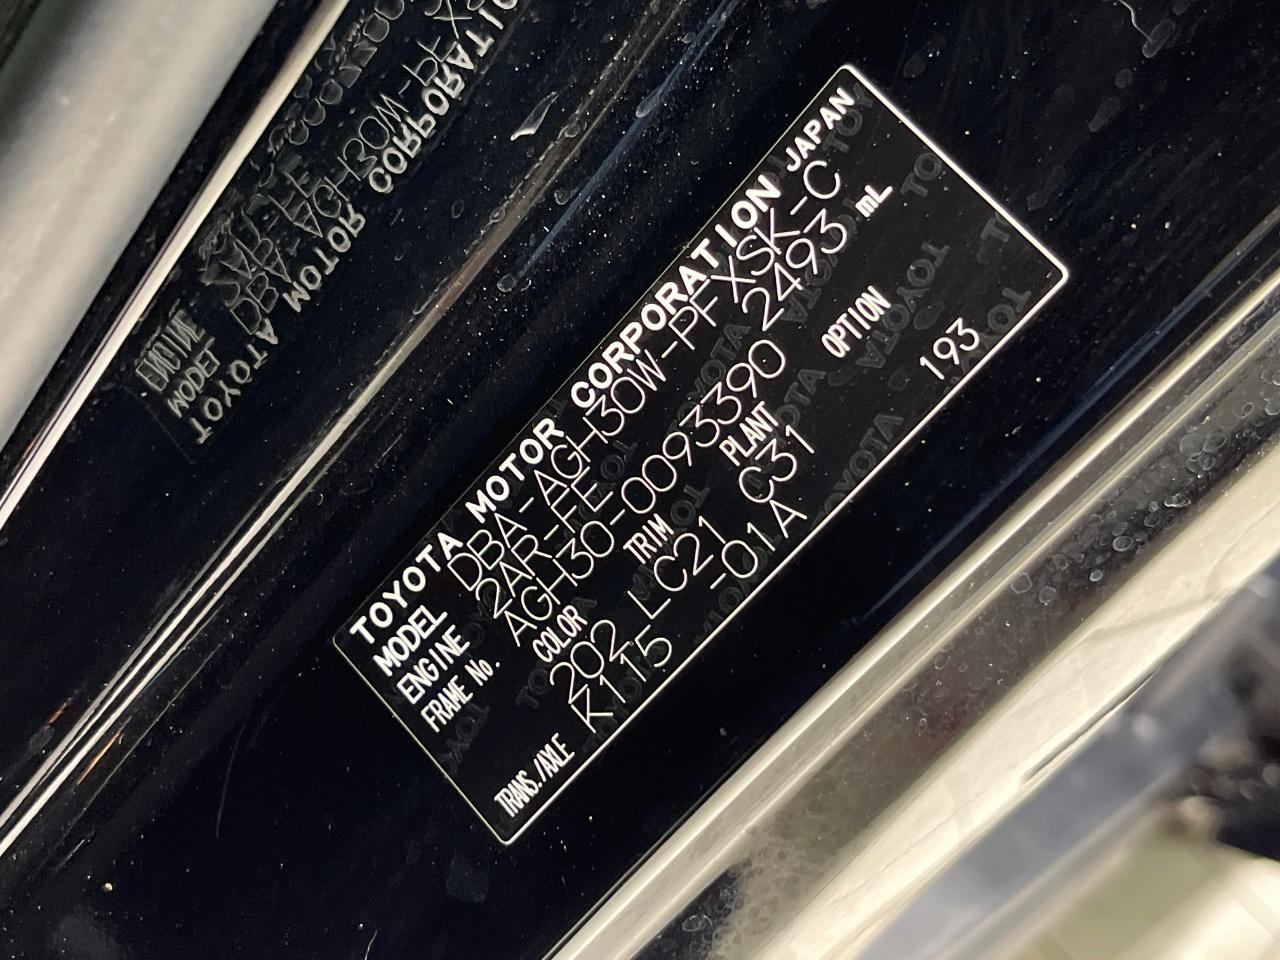 TOYOTA MOTOR CORPORATION JAPAN
MODEL DBA-AGH30W-PFXSK-C
ENGINE 2AR-FE 2493 mL
FRAME No. AGH30-0093390
COLOR TRIM PLANT OPTION
202 LC21 C31 193
TRANS./AXLE K115 -01A